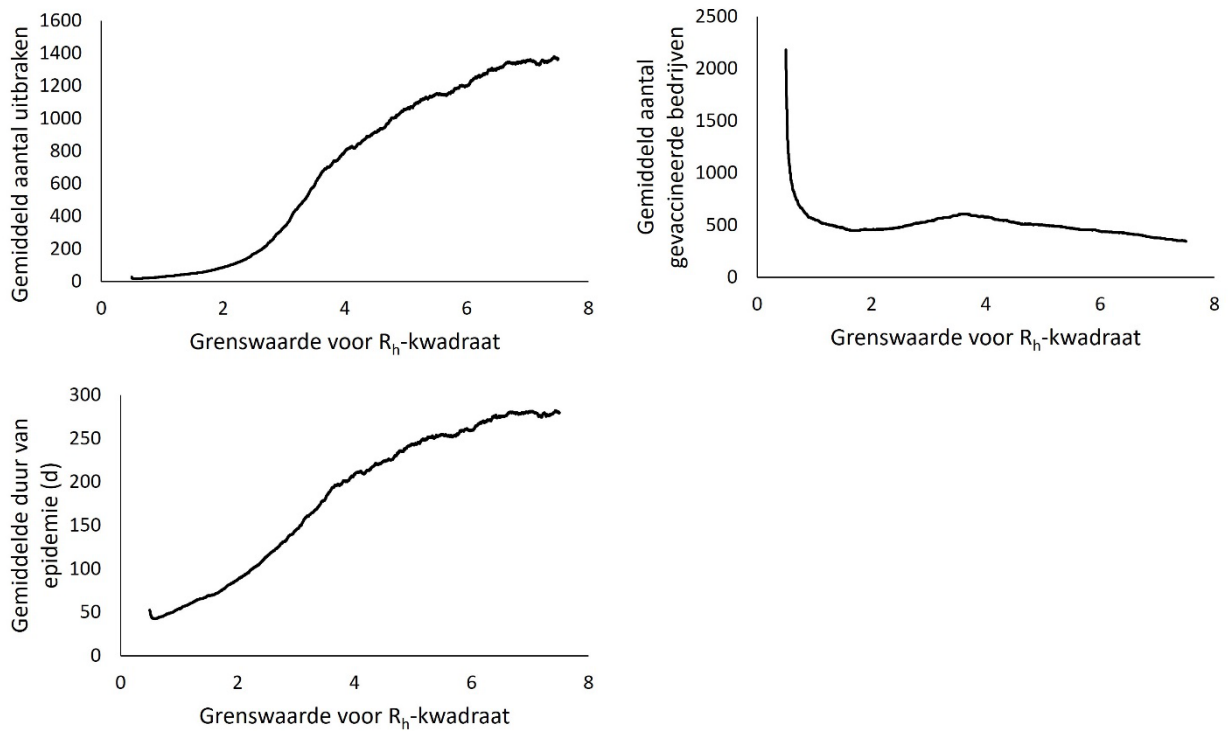 Gemiddeld aantal uitbraken
1600
1400
1200
1000
800
600
400
200
0
0 2 4 6 8
Grenswaarde voor Rₕ-kwadraat
Gemiddeld aantal
gevaccineerde bedrijven
2500
2000
1500
1000
500
0
0 2 4 6 8
Grenswaarde voor Rₕ-kwadraat
Gemiddelde duur van
epidemie (d)
300
250
200
150
100
50
0
0 2 4 6 8
Grenswaarde voor Rₕ-kwadraat